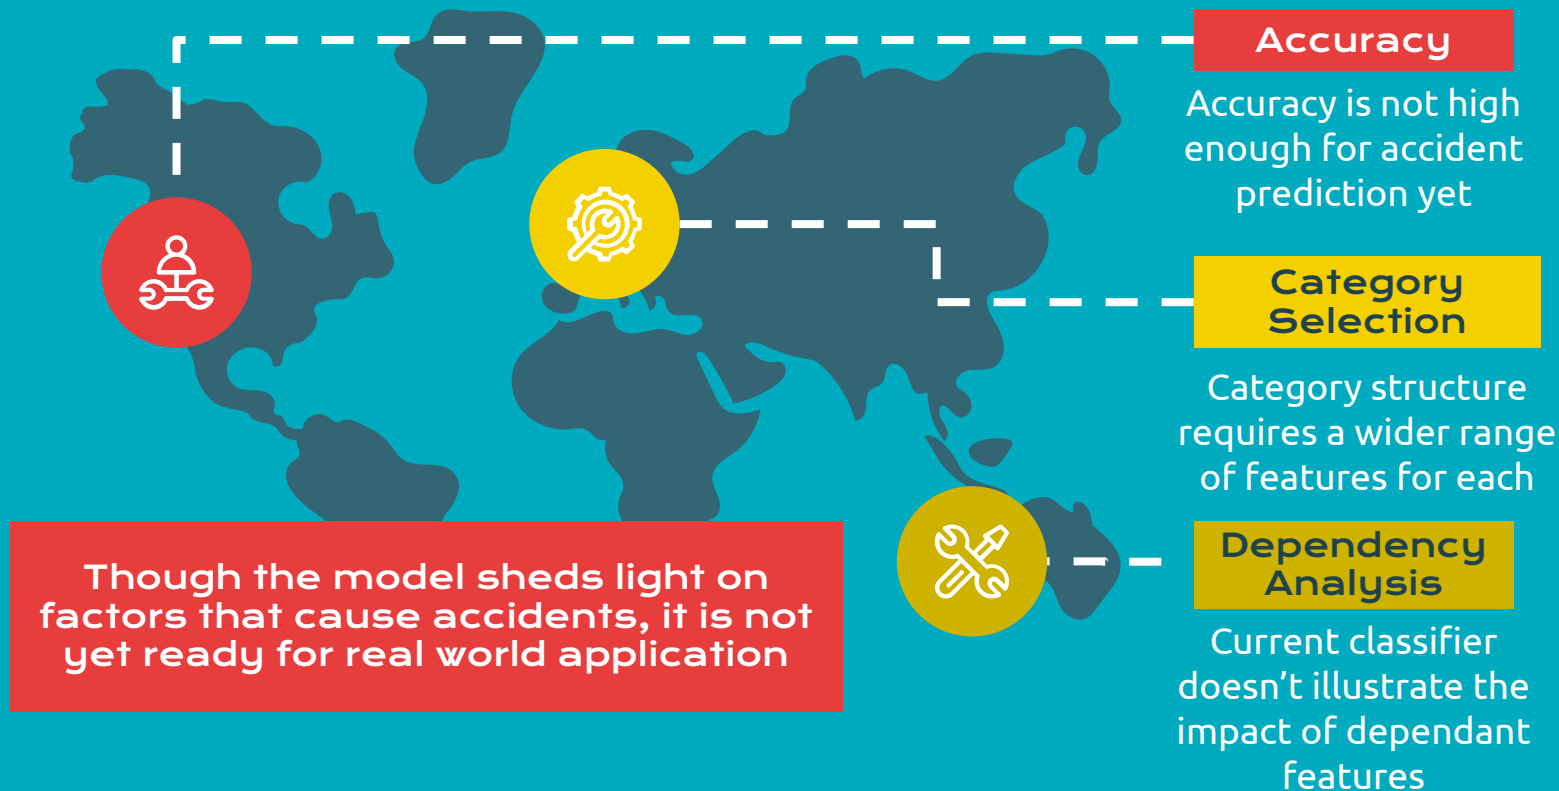 Accuracy
Accuracy is not high
enough for accident
prediction yet
Category
Selection
Category structure
requires a wider range
of features for each
Dependency
Analysis
Current classifier
doesn't illustrate the
impact of dependant
features
Though the model sheds light on
factors that cause accidents, it is not
yet ready for real world application